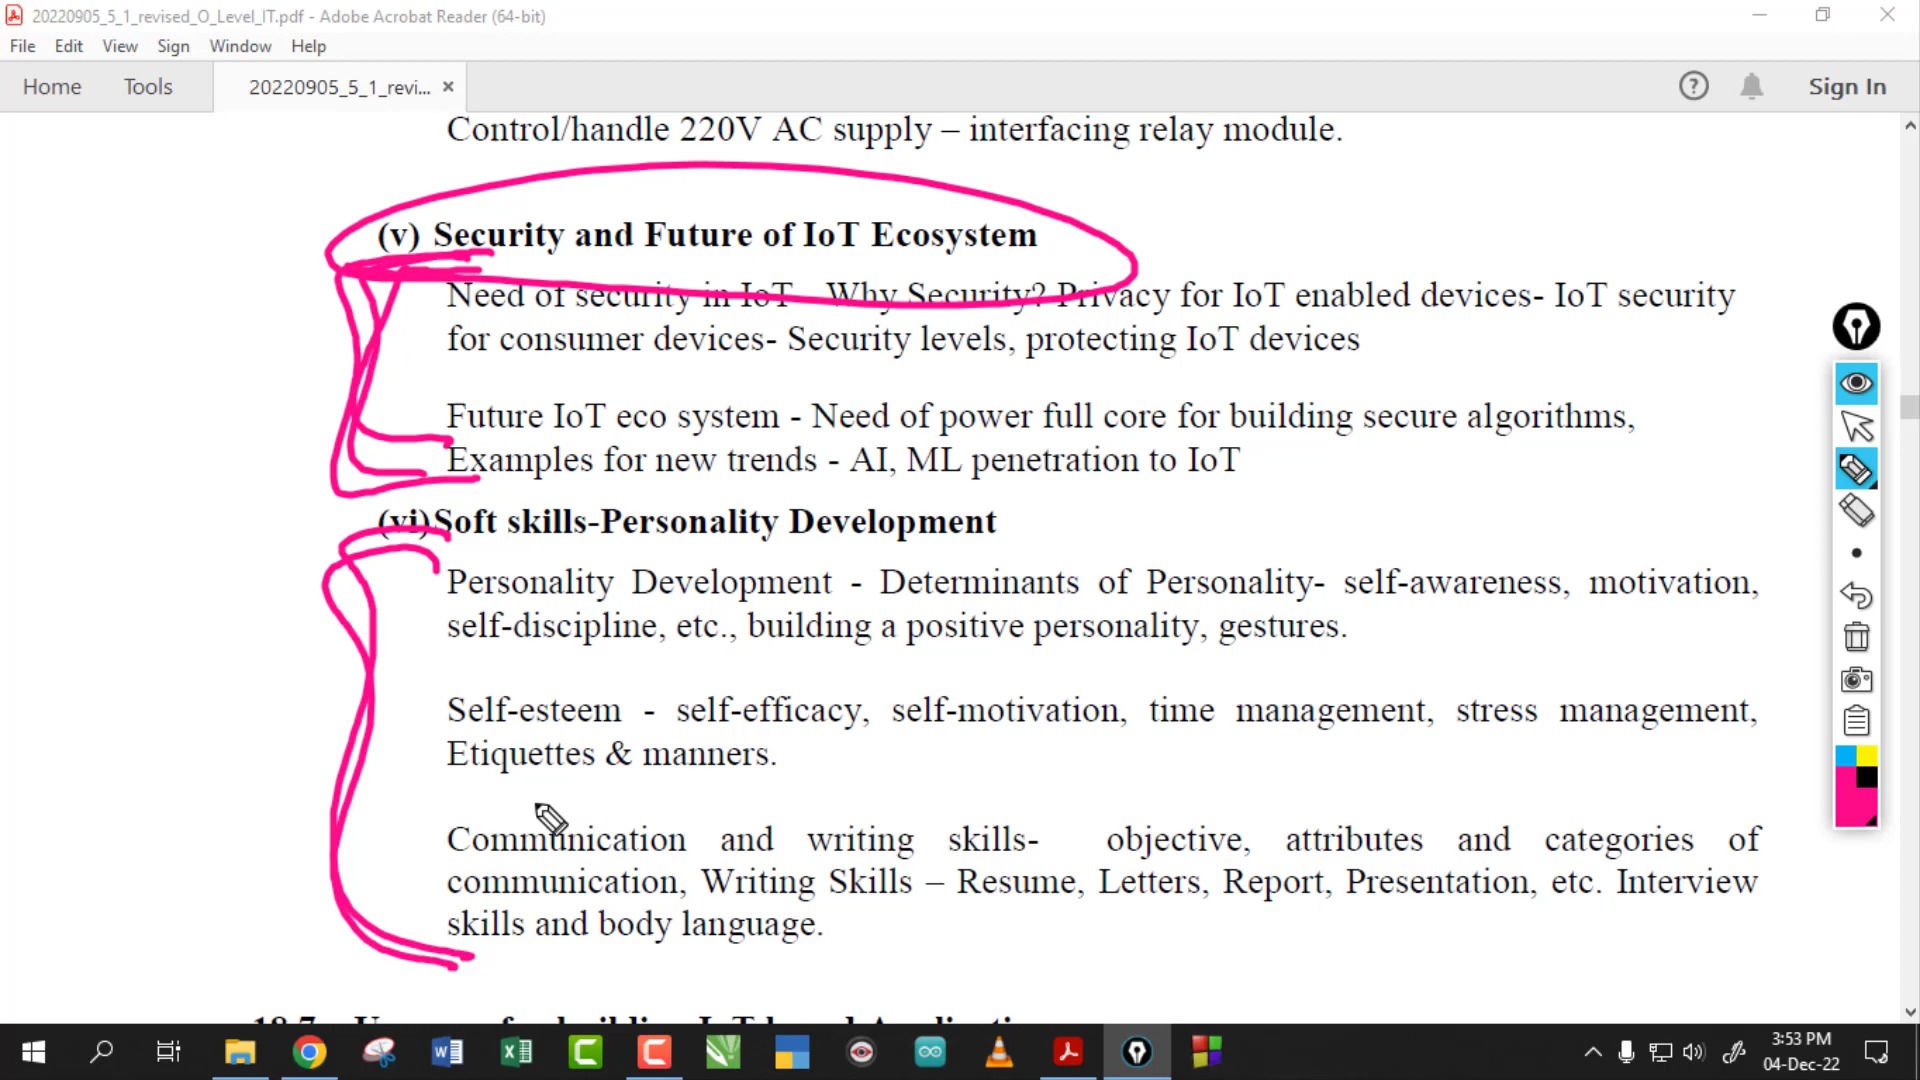 20220905_5_1_revised_O_Level_IT.pdf - Adobe Acrobat Reader (64-bit)
File Edit View Sign Window Help
Home Tools 20220905_5_1_revi... × Sign In
Control/handle 220V AC supply – interfacing relay module.
(v) Security and Future of IoT Ecosystem
Need of security in IoT - Why Security? Privacy for IoT enabled devices- IoT security
for consumer devices- Security levels, protecting IoT devices
Future IoT eco system - Need of power full core for building secure algorithms,
Examples for new trends - AI, ML penetration to IoT
(vi) Soft skills-Personality Development
Personality Development - Determinants of Personality- self-awareness, motivation,
self-discipline, etc., building a positive personality, gestures.
Self-esteem - self-efficacy, self-motivation, time management, stress management,
Etiquettes & manners.
Communication and writing skills- objective, attributes and categories of
communication, Writing Skills – Resume, Letters, Report, Presentation, etc. Interview
skills and body language.
3:53 PM
04-Dec-22